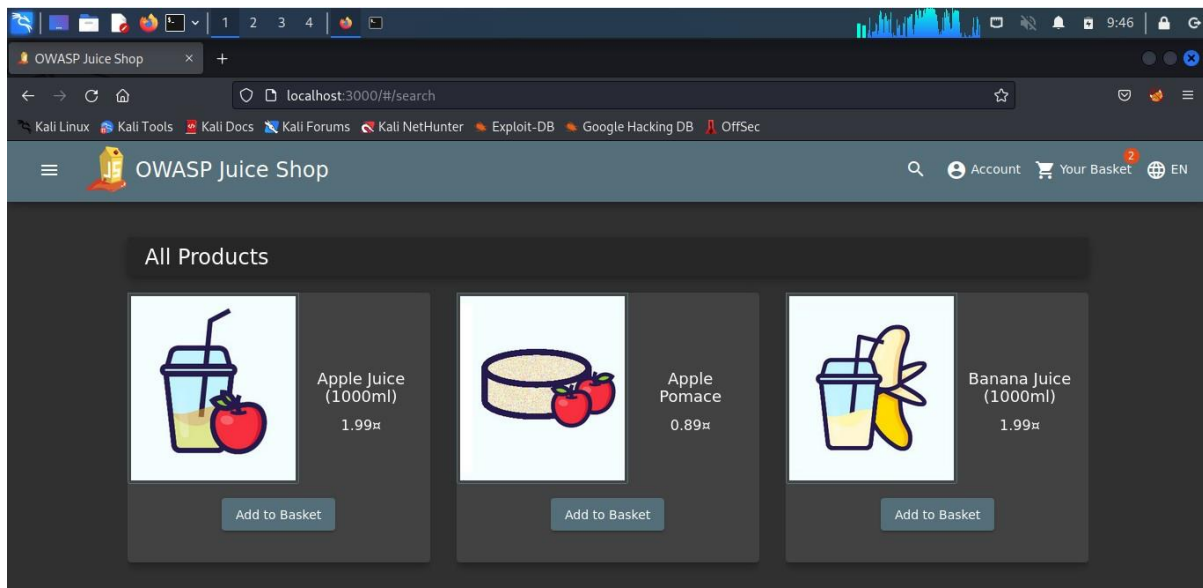 1 2 3 4 9:46
OWASP Juice Shop
localhost:3000/#/search
Kali Linux Kali Tools Kali Docs Kali Forums Kali NetHunter Exploit-DB Google Hacking DB OffSec
JS OWASP Juice Shop Account Your Basket 2 EN
All Products
Apple Juice
(1000ml)
1.99¤
Apple
Pomace
0.89¤
Banana Juice
(1000ml)
1.99¤
Add to Basket Add to Basket Add to Basket